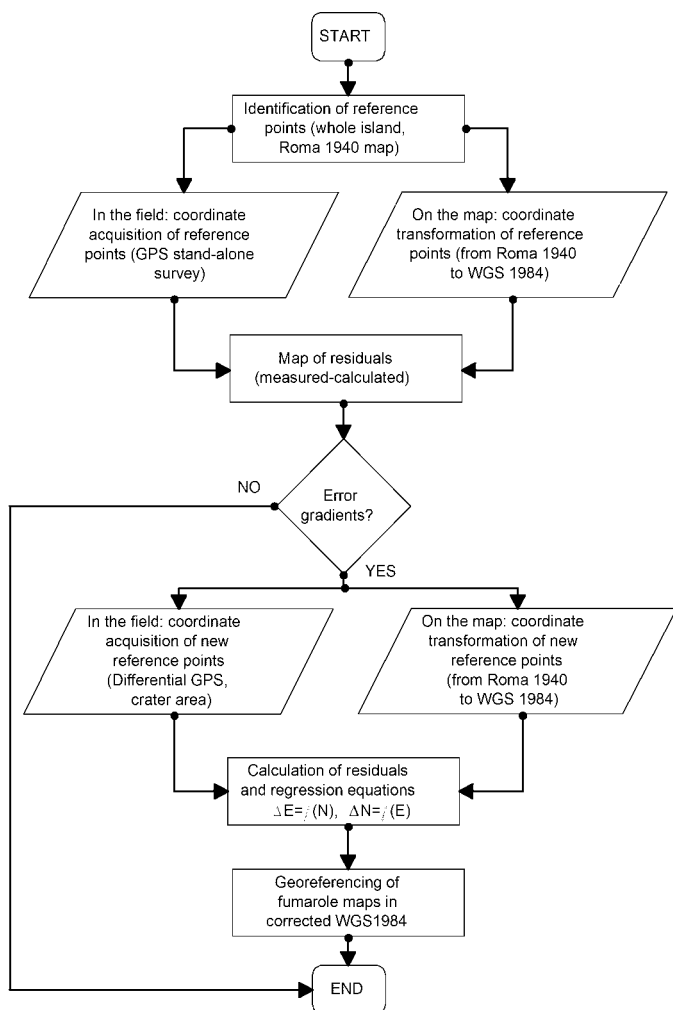 START
Identification of reference
points (whole island,
Roma 1940 map)
In the field: coordinate
acquisition of reference
points (GPS stand-alone
survey)
On the map: coordinate
transformation of reference
points (from Roma 1940
to WGS 1984)
Map of residuals
(measured-calculated)
NO
Error
gradients?
YES
In the field: coordinate
acquisition of new
reference points
(Differential GPS,
crater area)
On the map: coordinate
transformation of new
reference points
(from Roma 1940
to WGS 1984)
Calculation of residuals
and regression equations
ΔE=f(N), ΔN=f(E)
Georeferencing of
fumarole maps in
corrected WGS1984
END